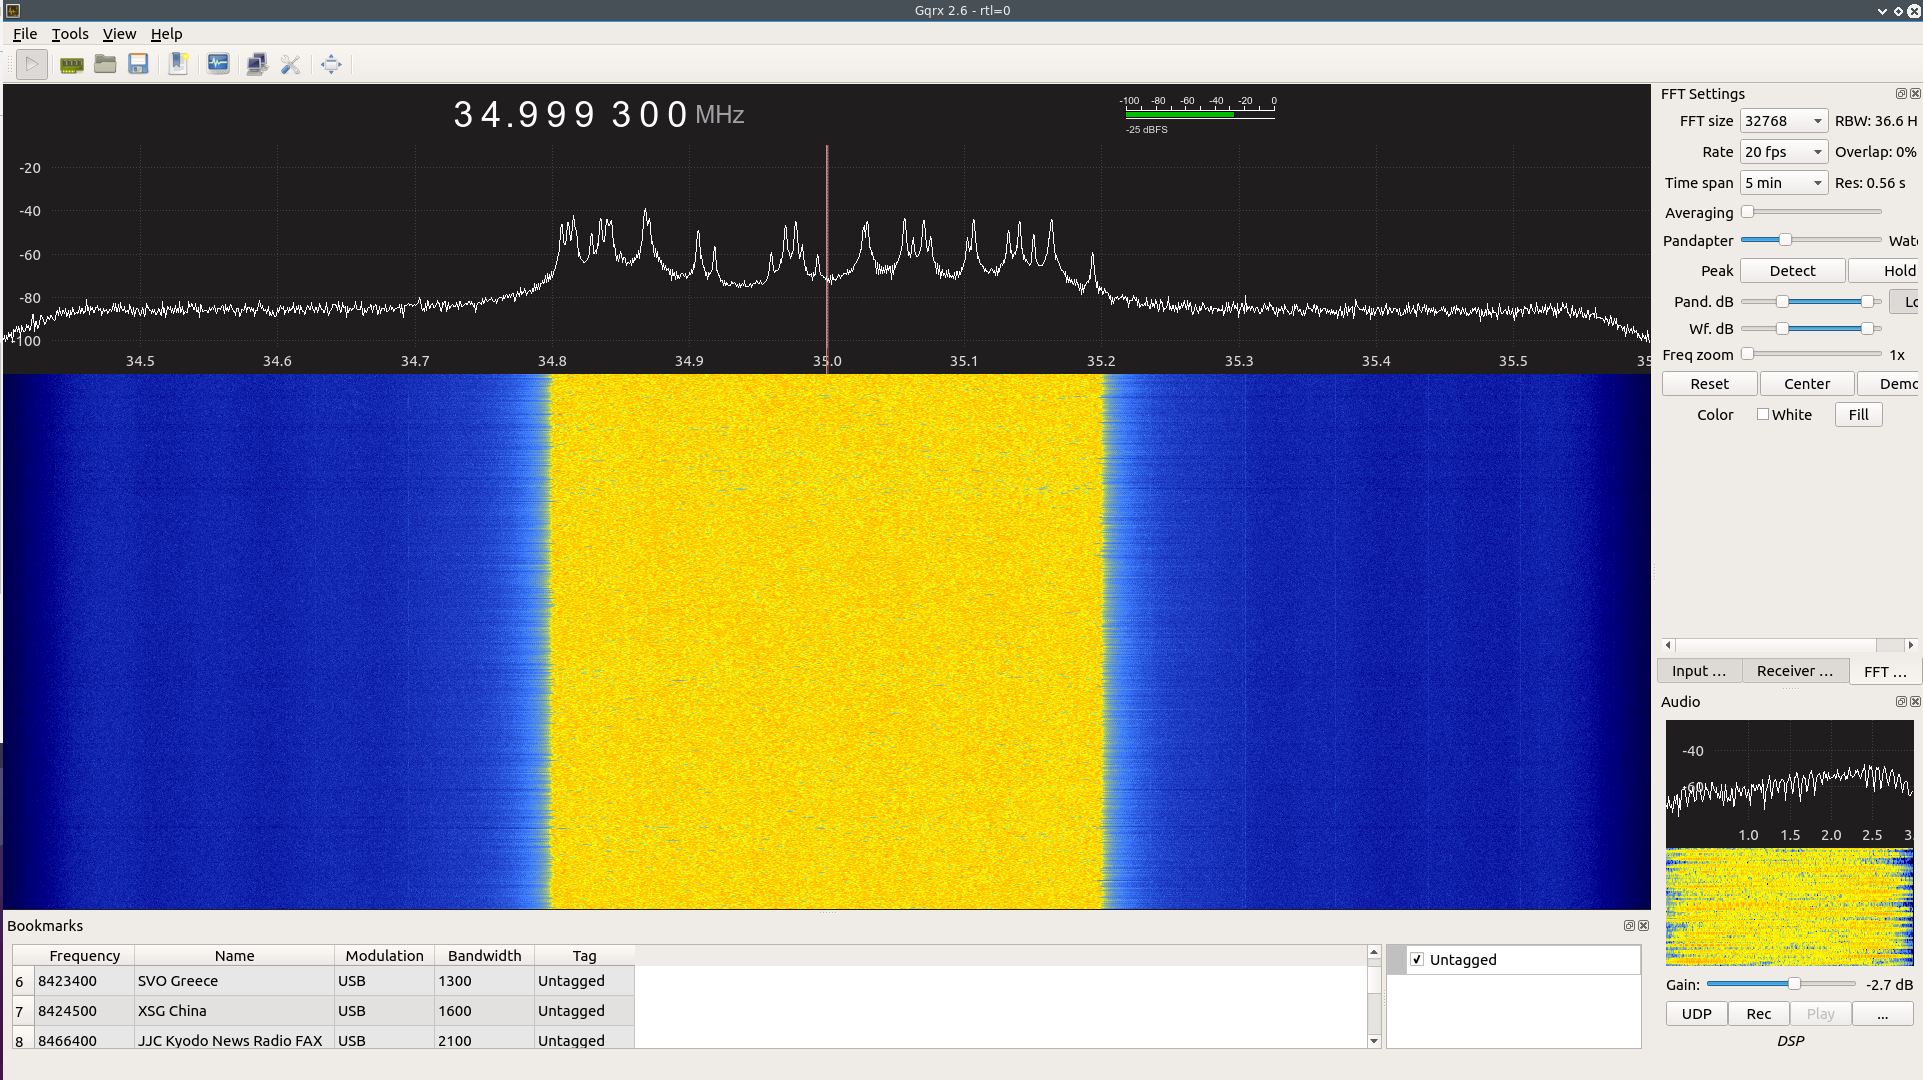 Gqrx 2.6 - rtl=0
File Tools View Help
34.999 300 MHz
-100 -80 -60 -40 -20 0
-25 dBFS
-20
-40
-60
-80
-100
34.5 34.6 34.7 34.8 34.9 35.0 35.1 35.2 35.3 35.4 35.5 35
FFT Settings
FFT size 32768 RBW: 36.6 H
Rate 20 fps Overlap: 0%
Time span 5 min Res: 0.56 s
Averaging
Pandapter Wat
Peak Detect Hold
Pand. dB Lo
Wf. dB
Freq zoom 1x
Reset Center Demo
Color White Fill
Input ... Receiver ... FFT ...
Audio
-40
-60
1.0 1.5 2.0 2.5 3.
Gain: -2.7 dB
UDP Rec Play ...
DSP
Bookmarks
Frequency Name Modulation Bandwidth Tag
6 8423400 SVO Greece USB 1300 Untagged
7 8424500 XSG China USB 1600 Untagged
8 8466400 JJC Kyodo News Radio FAX USB 2100 Untagged
Untagged